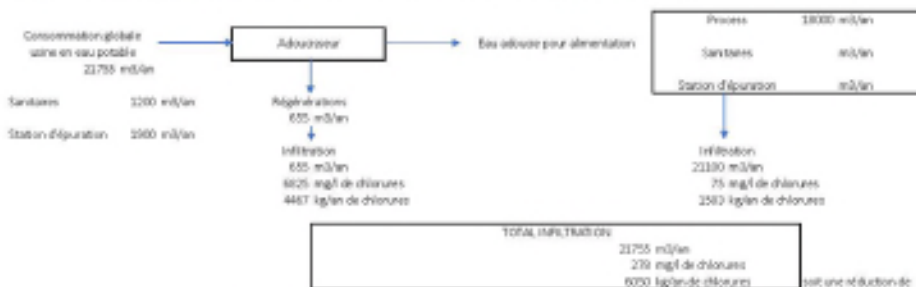 Consommation globale
usine en eau potable
21755 m3/an
Adoucisseur
Eau adoucie pour alimentation
Process 18000 m3/an
Sanitaires m3/an
Station d'épuration m3/an
Sanitaires 1200 m3/an
Station d'épuration 1900 m3/an
Régénérations
655 m3/an
Infiltration
655 m3/an
mg/l de chlorures
4467 kg/an de chlorures
Infiltration
21100 m3/an
75 mg/l de chlorures
kg/an de chlorures
TOTAL INFILTRATION
21755 m3/an
278 mg/l de chlorures
6050 kg/an de chlorures
soit une réduction de